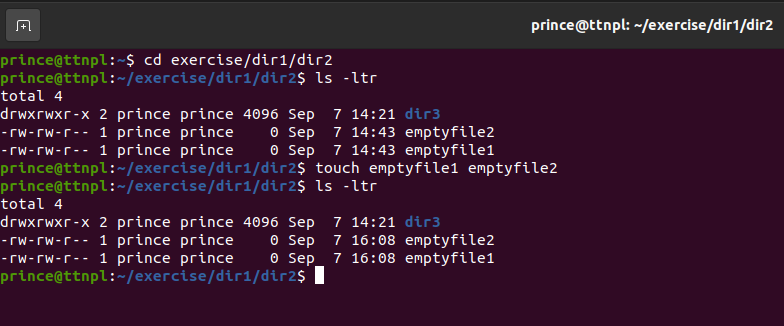 prince@ttnpl: ~/exercise/dir1/dir2
prince@ttnpl:~$ cd exercise/dir1/dir2
prince@ttnpl:~/exercise/dir1/dir2$ ls -ltr
total 4
drwxrwxr-x 2 prince prince 4096 Sep  7 14:21 dir3
-rw-rw-r-- 1 prince prince    0 Sep  7 14:43 emptyfile2
-rw-rw-r-- 1 prince prince    0 Sep  7 14:43 emptyfile1
prince@ttnpl:~/exercise/dir1/dir2$ touch emptyfile1 emptyfile2
prince@ttnpl:~/exercise/dir1/dir2$ ls -ltr
total 4
drwxrwxr-x 2 prince prince 4096 Sep  7 14:21 dir3
-rw-rw-r-- 1 prince prince    0 Sep  7 16:08 emptyfile2
-rw-rw-r-- 1 prince prince    0 Sep  7 16:08 emptyfile1
prince@ttnpl:~/exercise/dir1/dir2$